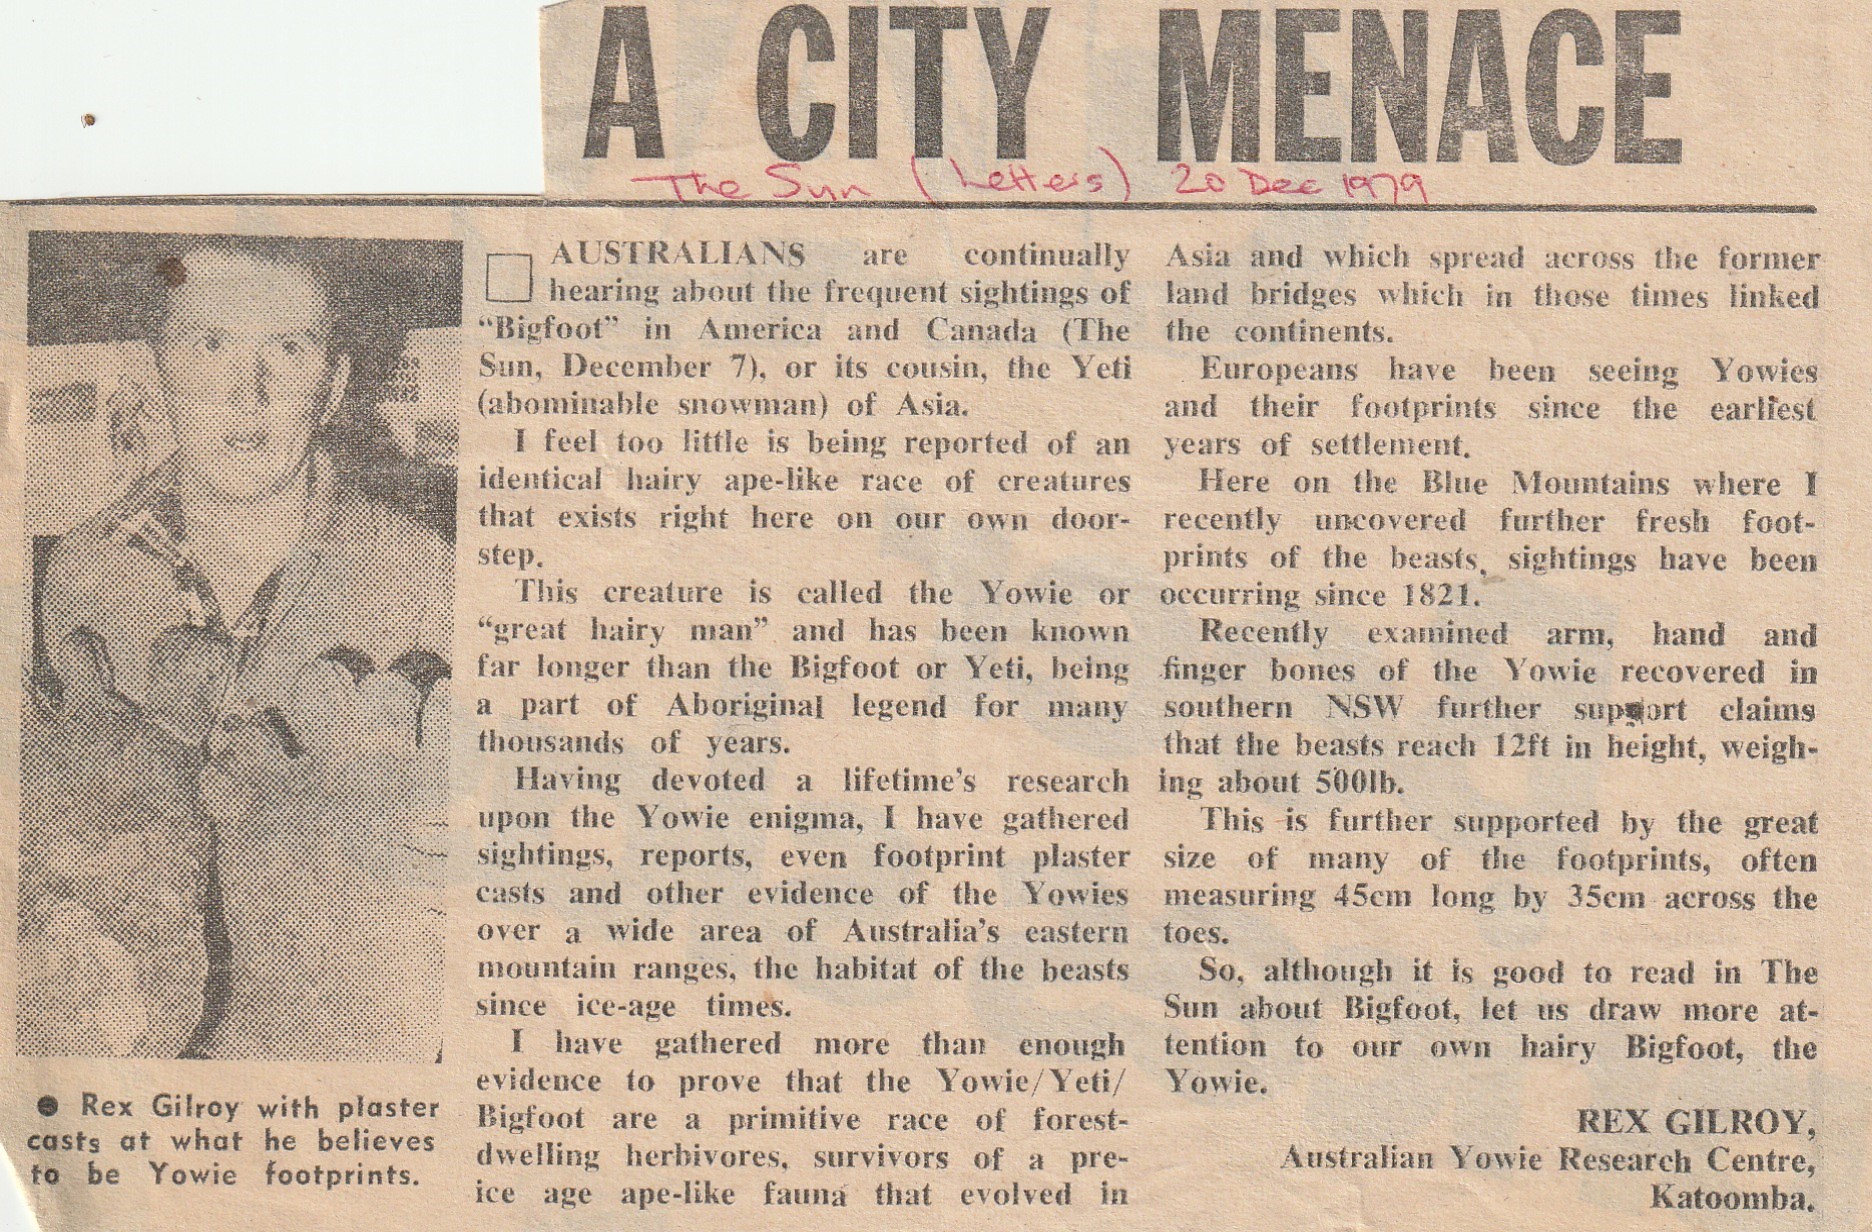 A CITY MENACE
The Sun (Letters) 20 Dec 1979
● Rex Gilroy with plaster
casts at what he believes
to be Yowie footprints.
AUSTRALIANS are continually
hearing about the frequent sightings of
“Bigfoot” in America and Canada (The
Sun, December 7), or its cousin, the Yeti
(abominable snowman) of Asia.
I feel too little is being reported of an
identical hairy ape-like race of creatures
that exists right here on our own door-
step.
This creature is called the Yowie or
“great hairy man” and has been known
far longer than the Bigfoot or Yeti, being
a part of Aboriginal legend for many
thousands of years.
Having devoted a lifetime’s research
upon the Yowie enigma, I have gathered
sightings, reports, even footprint plaster
casts and other evidence of the Yowies
over a wide area of Australia’s eastern
mountain ranges, the habitat of the beasts
since ice-age times.
I have gathered more than enough
evidence to prove that the Yowie/Yeti/
Bigfoot are a primitive race of forest-
dwelling herbivores, survivors of a pre-
ice age ape-like fauna that evolved in
Asia and which spread across the former
land bridges which in those times linked
the continents.
Europeans have been seeing Yowies
and their footprints since the earliest
years of settlement.
Here on the Blue Mountains where I
recently uncovered further fresh foot-
prints of the beasts, sightings have been
occurring since 1821.
Recently examined arm, hand and
finger bones of the Yowie recovered in
southern NSW further support claims
that the beasts reach 12ft in height, weigh-
ing about 500lb.
This is further supported by the great
size of many of the footprints, often
measuring 45cm long by 35cm across the
toes.
So, although it is good to read in The
Sun about Bigfoot, let us draw more at-
tention to our own hairy Bigfoot, the
Yowie.
REX GILROY,
Australian Yowie Research Centre,
Katoomba.